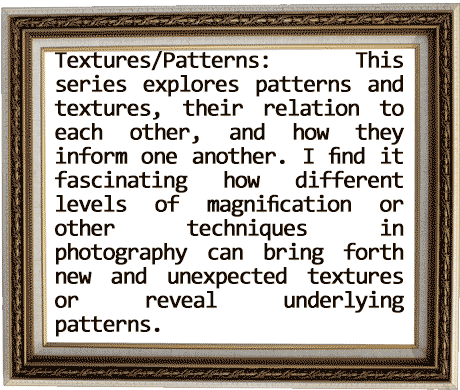 Textures/Patterns: This
series explores patterns and
textures, their relation to
each other, and how they
inform one another. I find it
fascinating how different
levels of magnification or
other techniques in
photography can bring forth
new and unexpected textures
or reveal underlying
patterns.